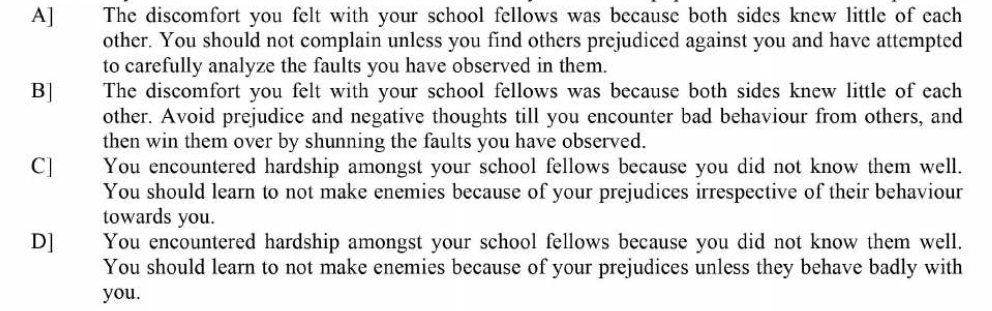 A] The discomfort you felt with your school fellows was because both sides knew little of each
other. You should not complain unless you find others prejudiced against you and have attempted
to carefully analyze the faults you have observed in them.
B] The discomfort you felt with your school fellows was because both sides knew little of each
other. Avoid prejudice and negative thoughts till you encounter bad behaviour from others, and
then win them over by shunning the faults you have observed.
C] You encountered hardship amongst your school fellows because you did not know them well.
You should learn to not make enemies because of your prejudices irrespective of their behaviour
towards you.
D] You encountered hardship amongst your school fellows because you did not know them well.
You should learn to not make enemies because of your prejudices unless they behave badly with
you.